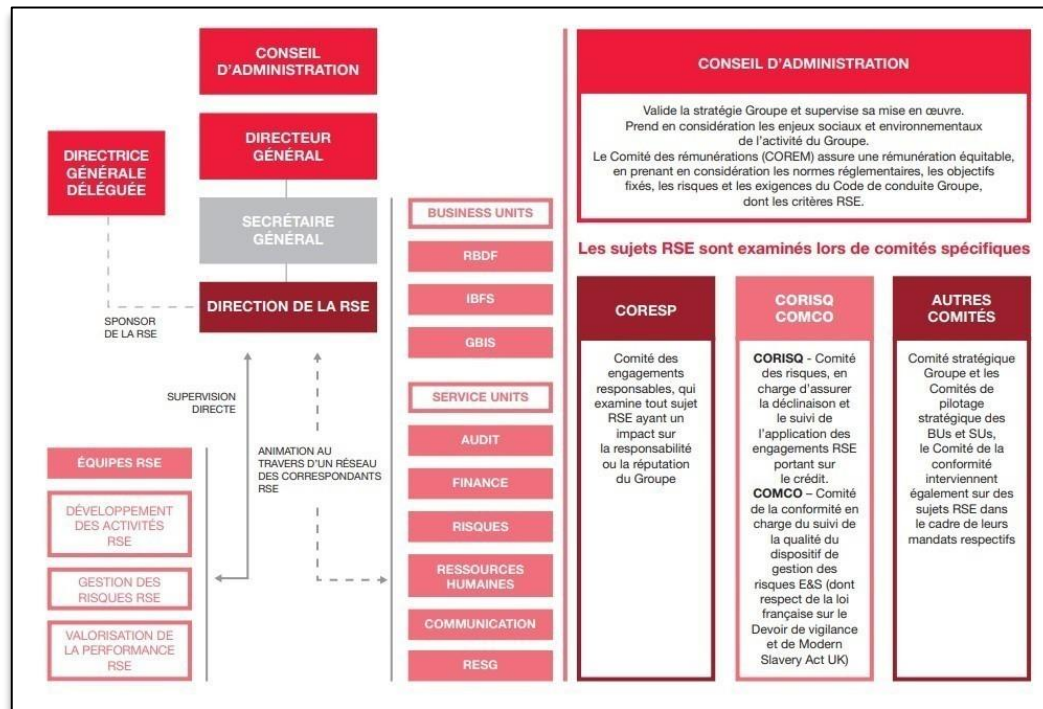 CONSEIL
D'ADMINISTRATION
DIRECTEUR
GÉNÉRAL
DIRECTRICE
GÉNÉRALE
DÉLÉGUÉE
SECRÉTAIRE
GÉNÉRAL
DIRECTION DE LA RSE
SPONSOR
DE LA RSE
SUPERVISION
DIRECTE
ANIMATION AU
TRAVERS D'UN RÉSEAU
DES CORRESPONDANTS
RSE
ÉQUIPES RSE
DÉVELOPPEMENT
DES ACTIVITÉS
RSE
GESTION DES
RISQUES RSE
VALORISATION DE
LA PERFORMANCE
RSE
BUSINESS UNITS
RBDF
IBFS
GBIS
SERVICE UNITS
AUDIT
FINANCE
RISQUES
RESSOURCES
HUMAINES
COMMUNICATION
RESG
CONSEIL D'ADMINISTRATION
Valide la stratégie Groupe et supervise sa mise en œuvre.
Prend en considération les enjeux sociaux et environnementaux
de l'activité du Groupe.
Le Comité des rémunérations (COREM) assure une rémunération équitable,
en prenant en considération les normes réglementaires, les objectifs
fixés, les risques et les exigences du Code de conduite Groupe,
dont les critères RSE.
Les sujets RSE sont examinés lors de comités spécifiques
CORESP
Comité des
engagements
responsables, qui
examine tout sujet
RSE ayant un
impact sur
la responsabilité
ou la réputation
du Groupe
CORISQ
COMCO
CORISQ - Comité
des risques, en
charge d'assurer
la déclinaison et
le suivi de
l'application des
engagements RSE
portant sur
le crédit.
COMCO – Comité
de la conformité en
charge du suivi de
la qualité du
dispositif de
gestion des
risques E&S (dont
respect de la loi
française sur le
Devoir de vigilance
et de Modern
Slavery Act UK)
AUTRES
COMITÉS
Comité stratégique
Groupe et les
Comités de
pilotage
stratégique des
BUs et SUs,
le Comité de la
conformité
interviennent
également sur des
sujets RSE dans
le cadre de leurs
mandats respectifs